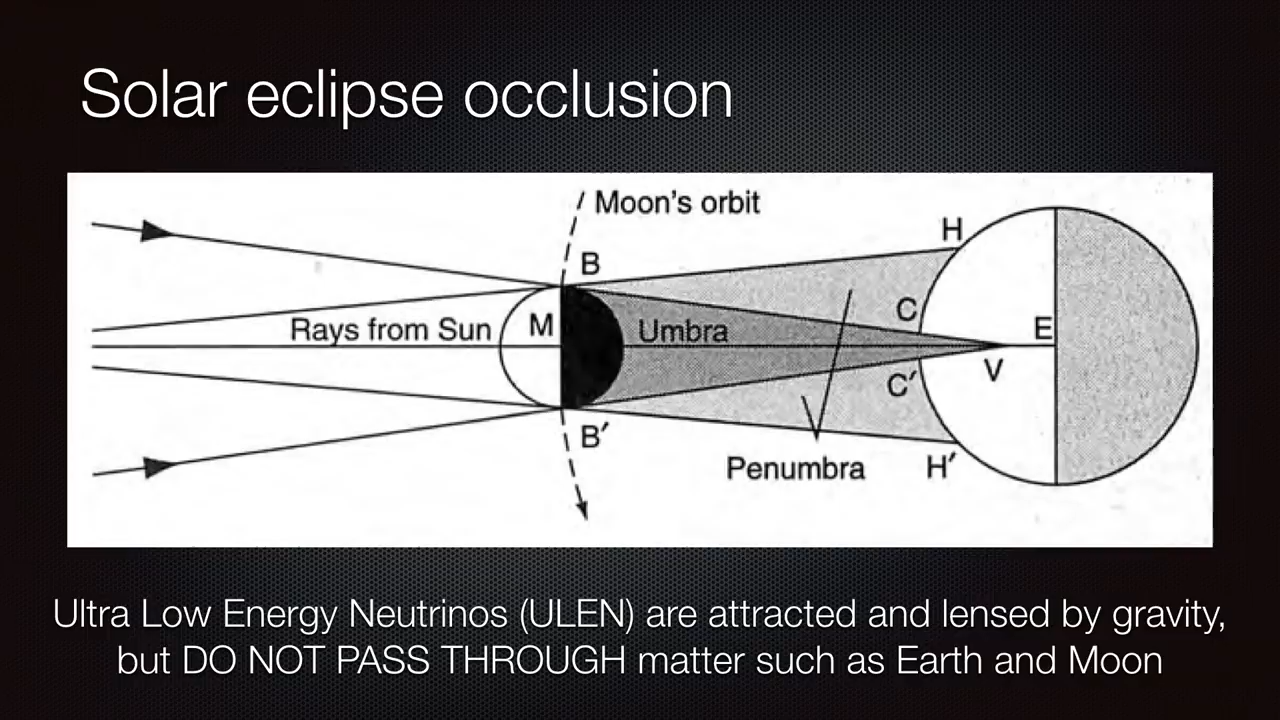 Solar eclipse occlusion
Moon's orbit
H
B
C
Rays from Sun
M
Umbra
E
V
C′
B′
Penumbra
H′
Ultra Low Energy Neutrinos (ULEN) are attracted and lensed by gravity,
but DO NOT PASS THROUGH matter such as Earth and Moon